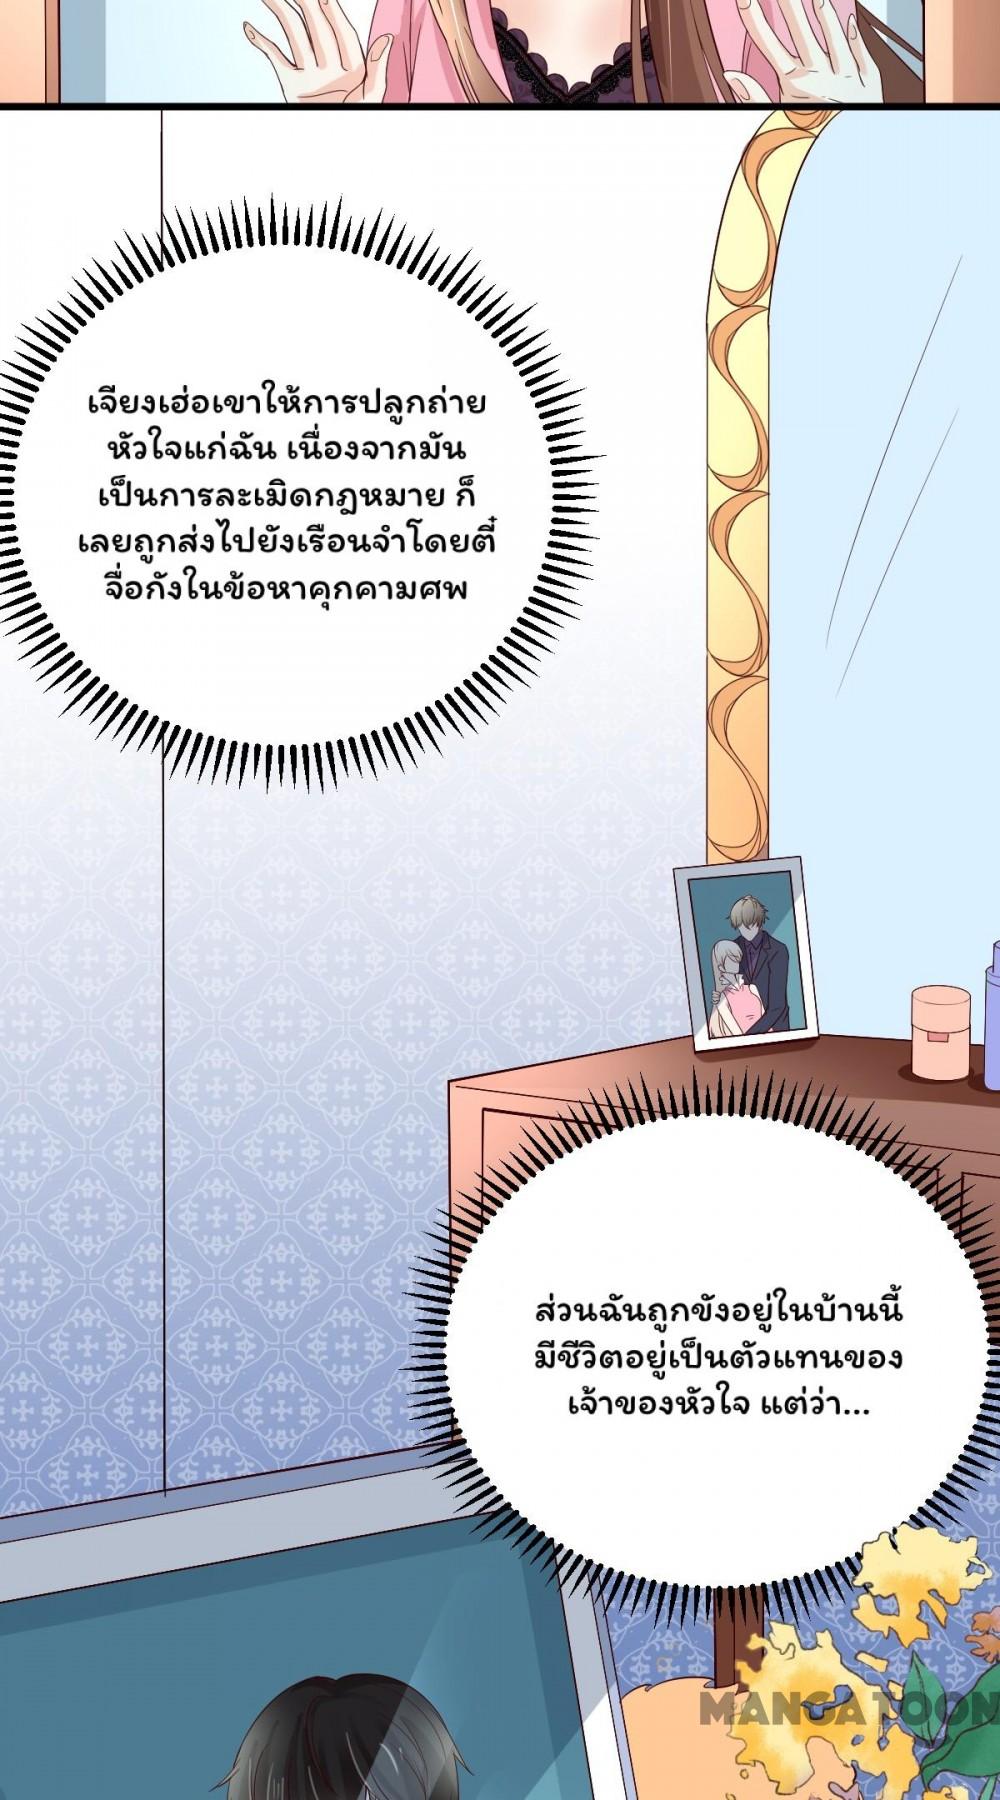 เจียงเฮ่อเขาให้การปลูกถ่าย
หัวใจแก่ฉัน เนื่องจากมัน
เป็นการละเมิดกฎหมาย ก็
เลยถูกส่งไปยังเรือนจำโดยตี๋
จื่อกังในข้อหาคุกคามศพ
ส่วนฉันถูกขังอยู่ในบ้านนี้
มีชีวิตอยู่เป็นตัวแทนของ
เจ้าของหัวใจ แต่ว่า...
MANGA TOON